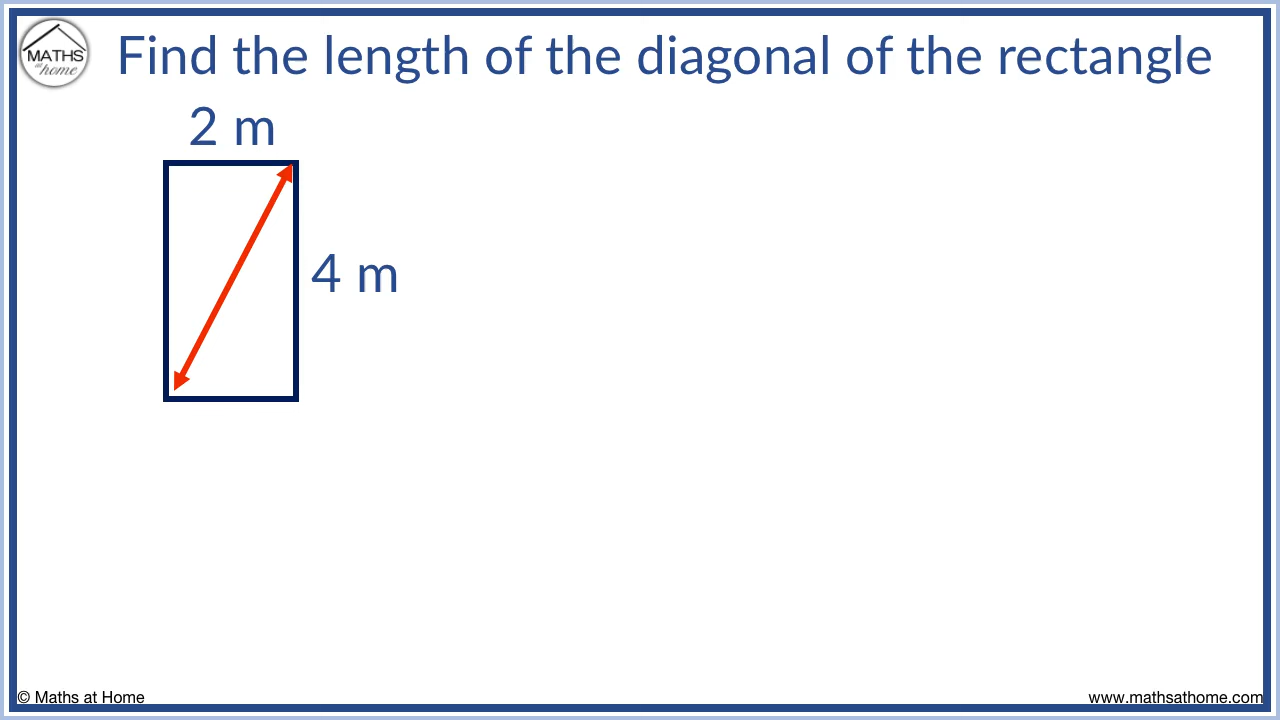 MATHS
at home
Find the length of the diagonal of the rectangle
2 m
4 m
© Maths at Home
www.mathsathome.com